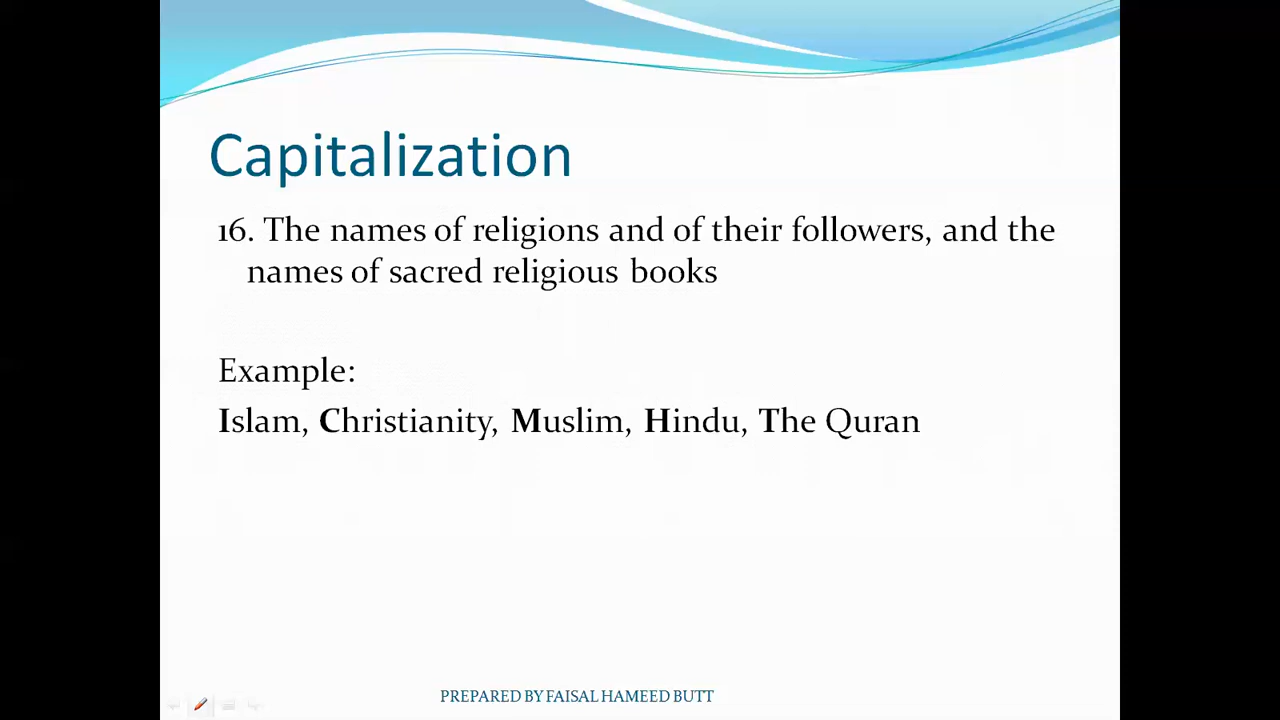 Capitalization
16. The names of religions and of their followers, and the
names of sacred religious books
Example:
Islam, Christianity, Muslim, Hindu, The Quran
PREPARED BY FAISAL HAMEED BUTT